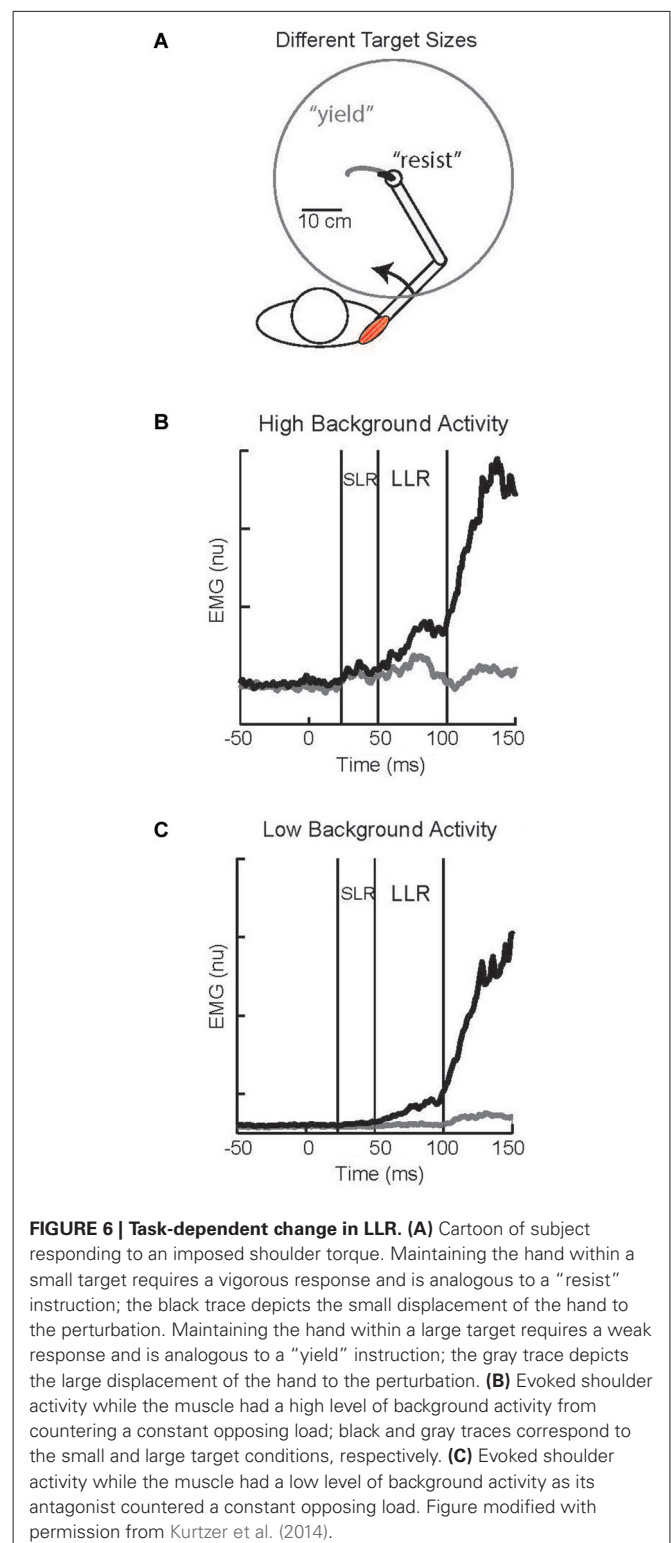 A
Different Target Sizes
"yield"
"resist"
10 cm
B
High Background Activity
SLR
LLR
EMG (nu)
-50
0
50
100
150
Time (ms)
C
Low Background Activity
SLR
LLR
EMG (nu)
-50
0
50
100
150
Time (ms)
FIGURE 6 | Task-dependent change in LLR. (A) Cartoon of subject
responding to an imposed shoulder torque. Maintaining the hand within a
small target requires a vigorous response and is analogous to a "resist"
instruction; the black trace depicts the small displacement of the hand to
the perturbation. Maintaining the hand within a large target requires a weak
response and is analogous to a "yield" instruction; the gray trace depicts
the large displacement of the hand to the perturbation. (B) Evoked shoulder
activity while the muscle had a high level of background activity from
countering a constant opposing load; black and gray traces correspond to
the small and large target conditions, respectively. (C) Evoked shoulder
activity while the muscle had a low level of background activity as its
antagonist countered a constant opposing load. Figure modified with
permission from Kurtzer et al. (2014).